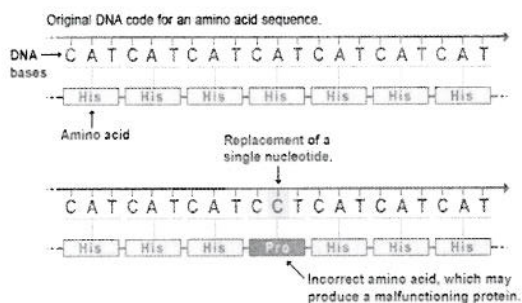 Original DNA code for an amino acid sequence.
DNA bases
C A T C A T C A T C A T C A T C A T C A T
His His His His His His His
Amino acid
Replacement of a
single nucleotide.
C A T C A T C A T C C T C A T C A T C A T
His His His Pro His His His
Incorrect amino acid, which may
produce a malfunctioning protein.